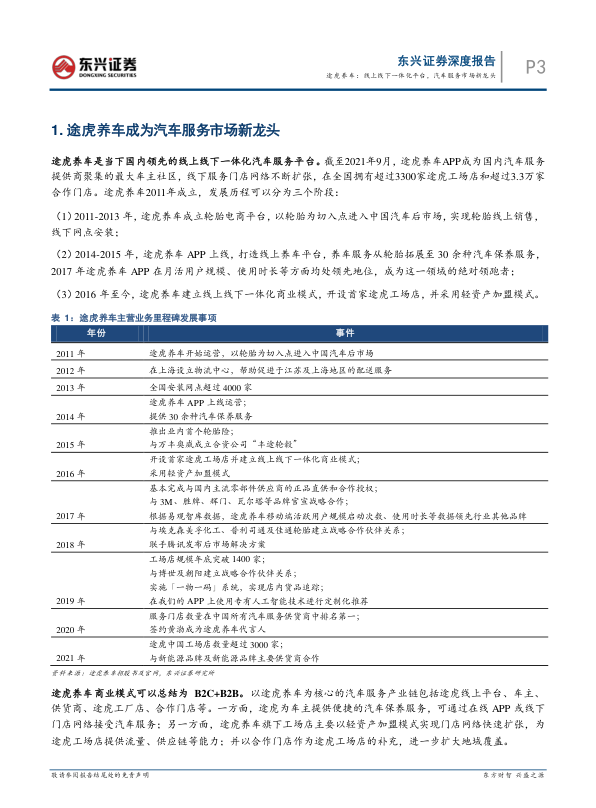 东兴证券
DONGXING SECURITIES
东兴证券深度报告
途虎养车：线上线下一体化平台，汽车服务市场新龙头
P3
1. 途虎养车成为汽车服务市场新龙头
途虎养车是当下国内领先的线上线下一体化汽车服务平台。截至2021年9月，途虎养车APP成为国内汽车服务
提供商聚集的最大车主社区，线下服务门店网络不断扩张，在全国拥有超过3300家途虎工场店和超过3.3万家
合作门店。途虎养车2011年成立，发展历程可以分为三个阶段：
（1）2011-2013 年，途虎养车成立轮胎电商平台，以轮胎为切入点进入中国汽车后市场，实现轮胎线上销售，
线下网点安装；
（2）2014-2015 年，途虎养车 APP 上线，打造线上养车平台，养车服务从轮胎拓展至 30 余种汽车保养服务，
2017 年途虎养车 APP 在月活用户规模、使用时长等方面均处领先地位，成为这一领域的绝对领跑者；
（3）2016 年至今，途虎养车建立线上线下一体化商业模式，开设首家途虎工场店，并采用轻资产加盟模式。
表 1：途虎养车主营业务里程碑发展事项
年份 事件
2011 年 途虎养车开始运营，以轮胎为切入点进入中国汽车后市场
2012 年 在上海设立物流中心，帮助促进于江苏及上海地区的配送服务
2013 年 全国安装网点超过 4000 家
途虎养车 APP 上线运营；
2014 年 提供 30 余种汽车保养服务
推出业内首个轮胎险；
2015 年 与万丰奥威成立合资公司“丰途轮毂”
开设首家途虎工场店并建立线上线下一体化商业模式；
2016 年 采用轻资产加盟模式
基本完成与国内主流零部件供应商的正品直供和合作授权；
与 3M、胜牌、辉门、瓦尔塔等品牌官宣战略合作；
2017 年 根据易观智库数据，途虎养车移动端活跃用户规模启动次数、使用时长等数据领先行业其他品牌
与埃克森美孚化工、普利司通及佳通轮胎建立战略合作伙伴关系；
2018 年 联手腾讯发布后市场解决方案
工场店规模年底突破 1400 家；
与博世及朝阳建立战略合作伙伴关系；
实施「一物一码」系统，实现店内货品追踪；
2019 年 在我们的 APP 上使用专有人工智能技术进行定制化推荐
服务门店数量在中国所有汽车服务供货商中排名第一；
2020 年 签约黄渤成为途虎养车代言人
途虎中国工场店数量超过 3000 家；
2021 年 与新能源品牌及新能源品牌主要供货商合作
资料来源：途虎养车招股书及官网，东兴证券研究所
途虎养车商业模式可以总结为 B2C+B2B。以途虎养车为核心的汽车服务产业链包括途虎线上平台、车主、
供货商、途虎工厂店、合作门店等。一方面，途虎为车主提供便捷的汽车保养服务，可通过在线 APP 或线下
门店网络接受汽车服务；另一方面，途虎养车旗下工场店主要以轻资产加盟模式实现门店网络快速扩张，为
途虎工场店提供流量、供应链等能力；并以合作门店作为途虎工场店的补充，进一步扩大地域覆盖。
敬请参阅报告结尾处的免责声明
东方财智 兴盛之源